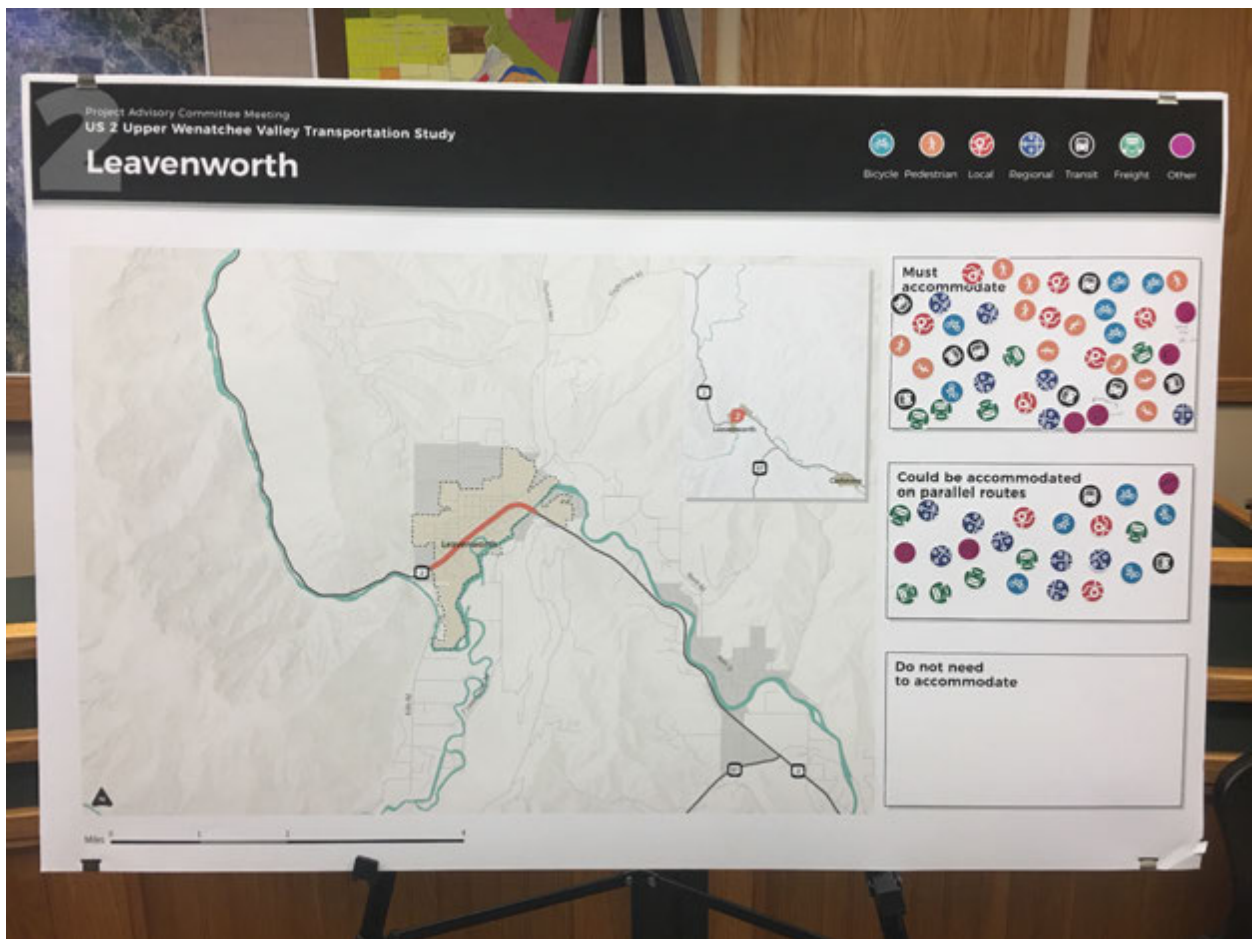 2
Project Advisory Committee Meeting
US 2 Upper Wenatchee Valley Transportation Study
Leavenworth
Bicycle Pedestrian Local Regional Transit Freight Other
Must
accommodate
Could be accommodated
on parallel routes
Do not need
to accommodate
Leavenworth
2
2
Miles 0 1 2 4